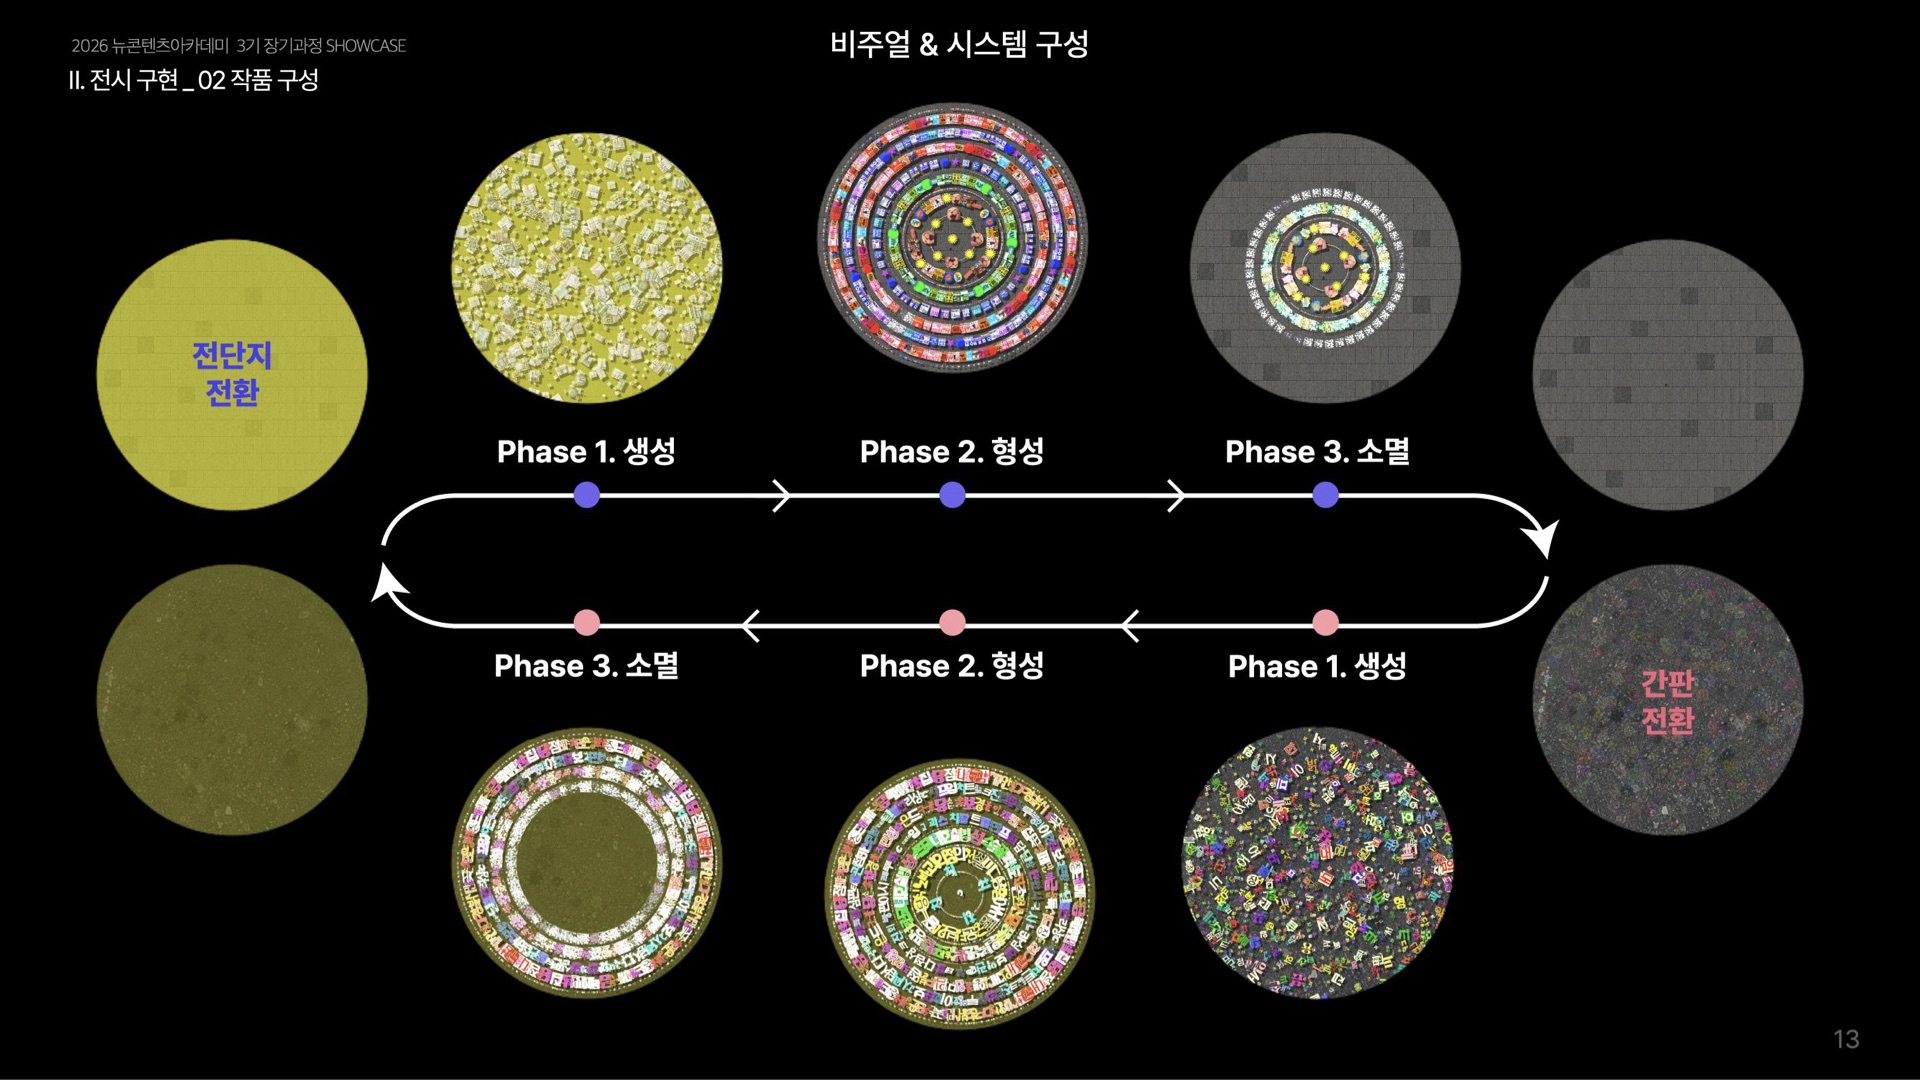 2026 뉴콘텐츠아카데미 3기 장기과정 SHOWCASE
II. 전시 구현 _ 02 작품 구성
비주얼 & 시스템 구성
전단지
전환
Phase 1. 생성
Phase 2. 형성
Phase 3. 소멸
Phase 3. 소멸
Phase 2. 형성
Phase 1. 생성
간판
전환
13